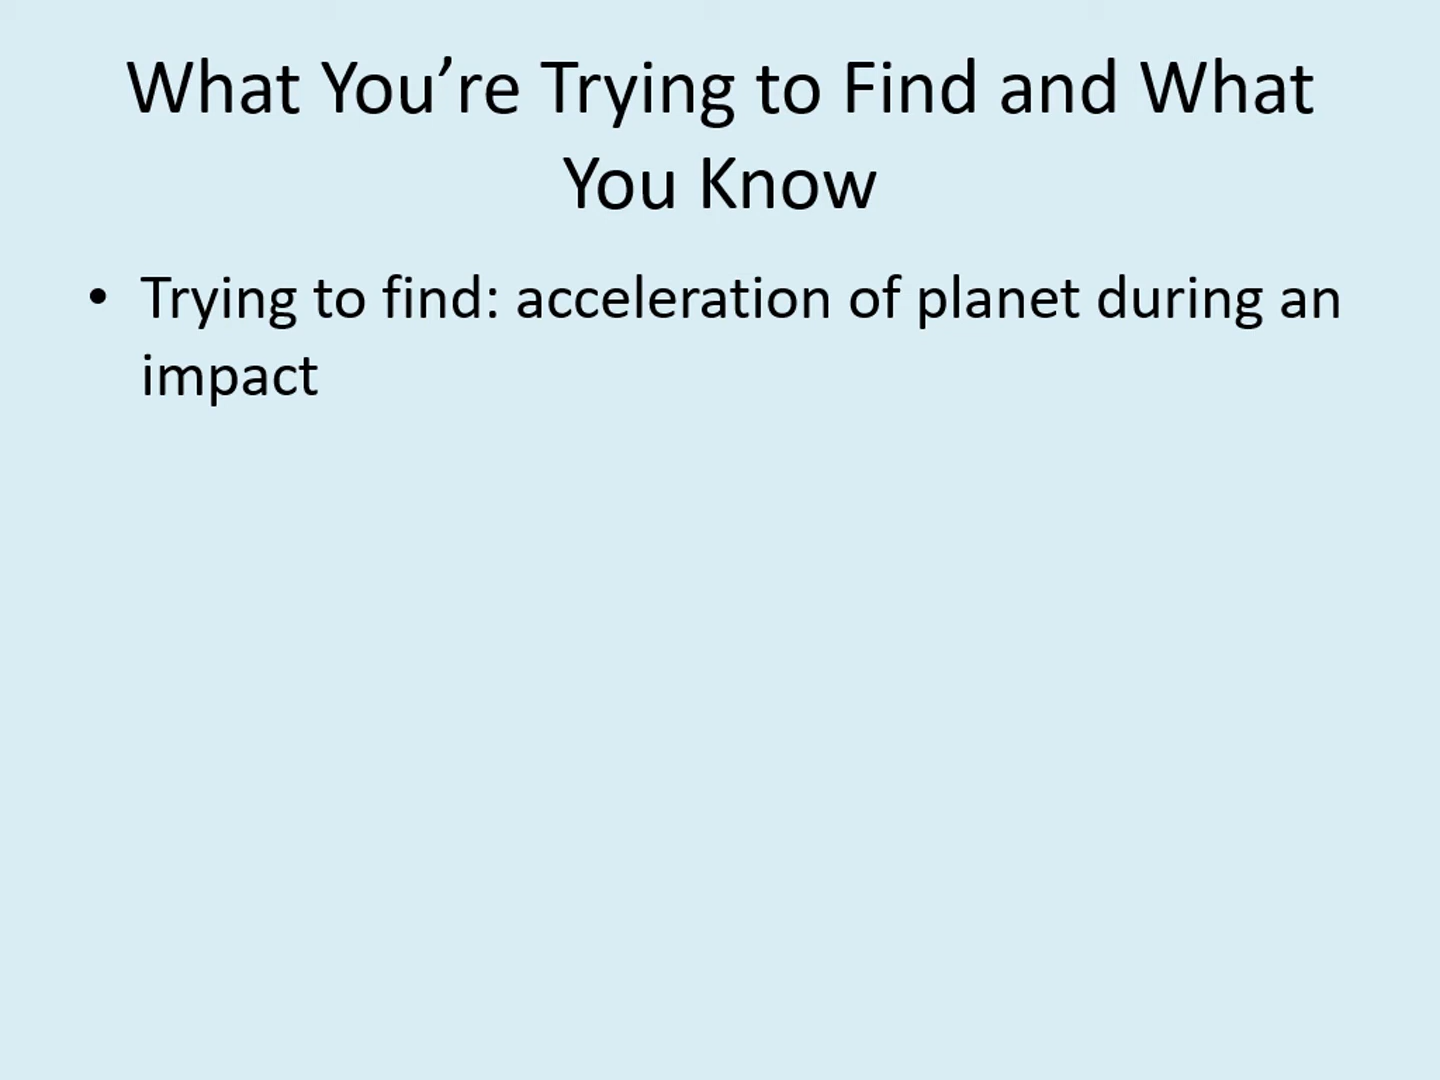 What You’re Trying to Find and What
You Know
• Trying to find: acceleration of planet during an
impact